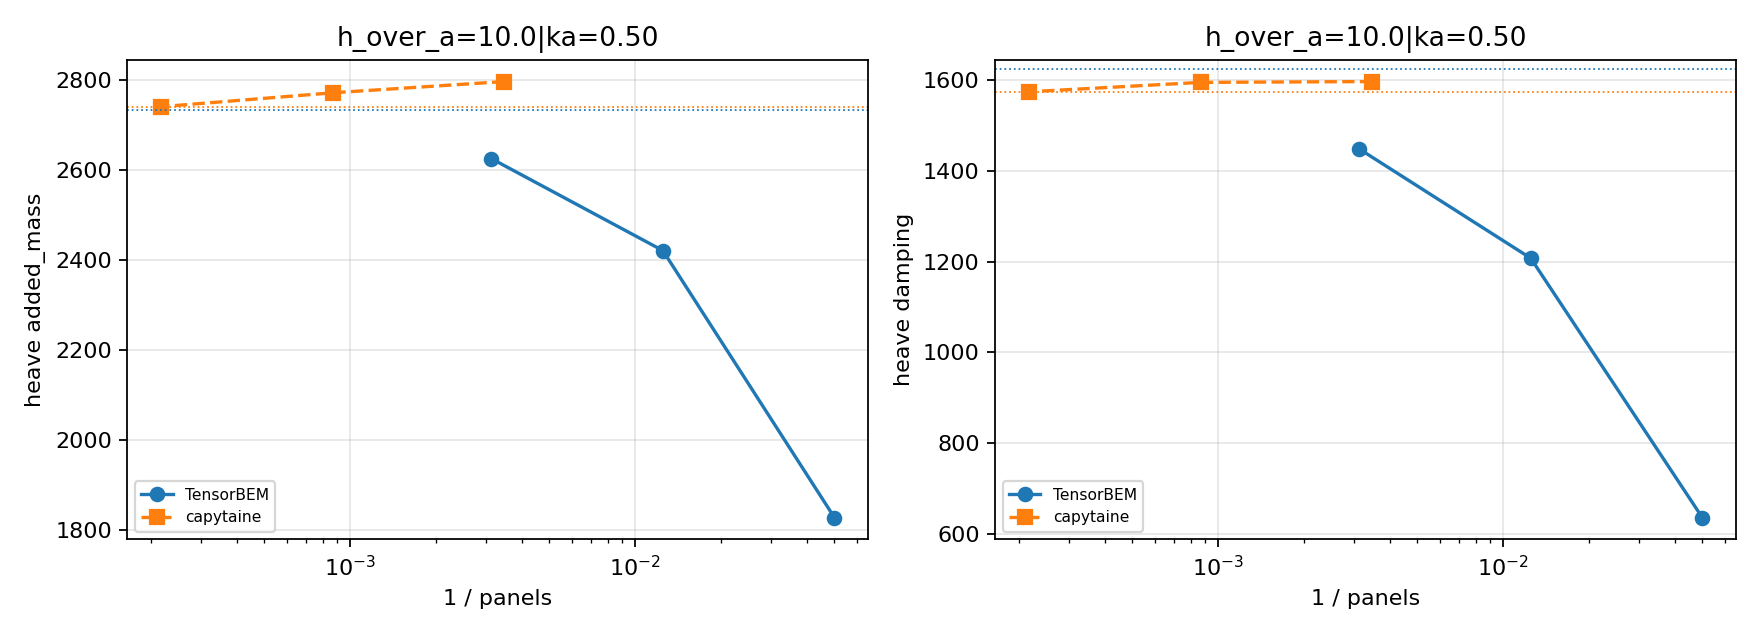 h_over_a=10.0|ka=0.50
heave added_mass
2800
2600
2400
2200
2000
1800
TensorBEM
capytaine
10⁻³
10⁻²
1 / panels
h_over_a=10.0|ka=0.50
heave damping
1600
1400
1200
1000
800
600
TensorBEM
capytaine
10⁻³
10⁻²
1 / panels